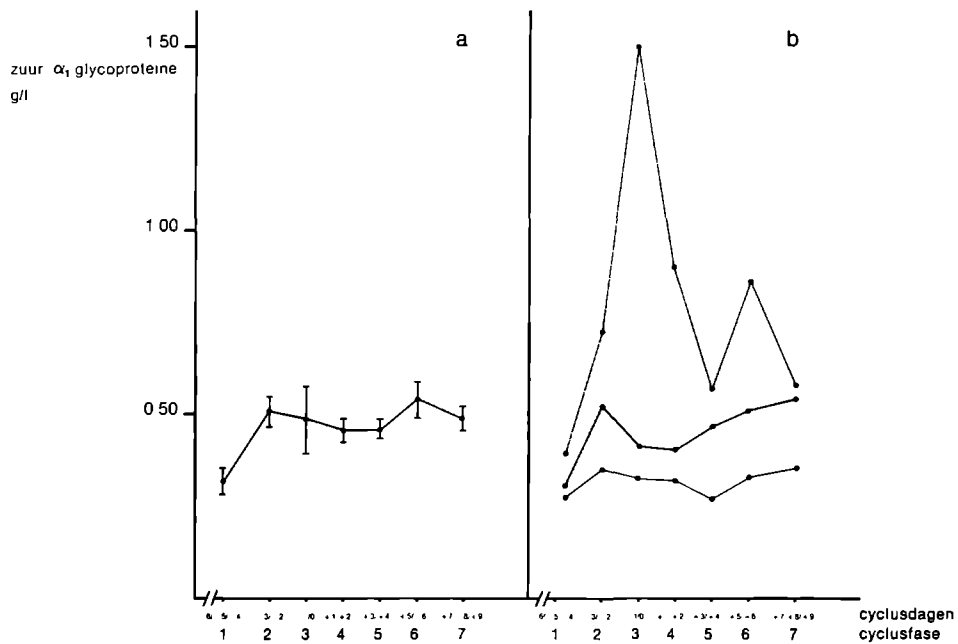 a
b
1 50
zuur α₁ glycoproteine
g/l
1 00
0 50
cyclusdagen
1 2 3 4 5 6 7
1 2 3 4 5 6 7
cyclusfase